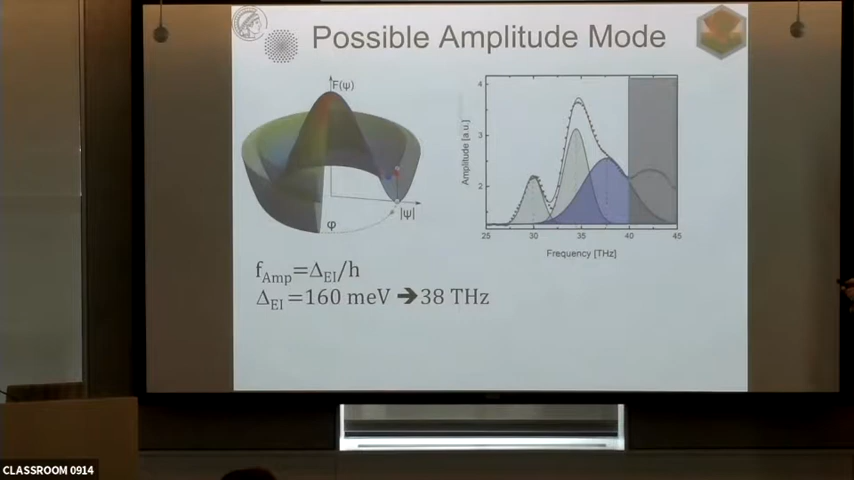 Possible Amplitude Mode
F(ψ)
|ψ|
φ
Amplitude [a.u.]
4
3
2
25 30 35 40 45
Frequency [THz]
f_Amp=Δ_EI/h
Δ_EI=160 meV ➔38 THz
CLASSROOM 0914